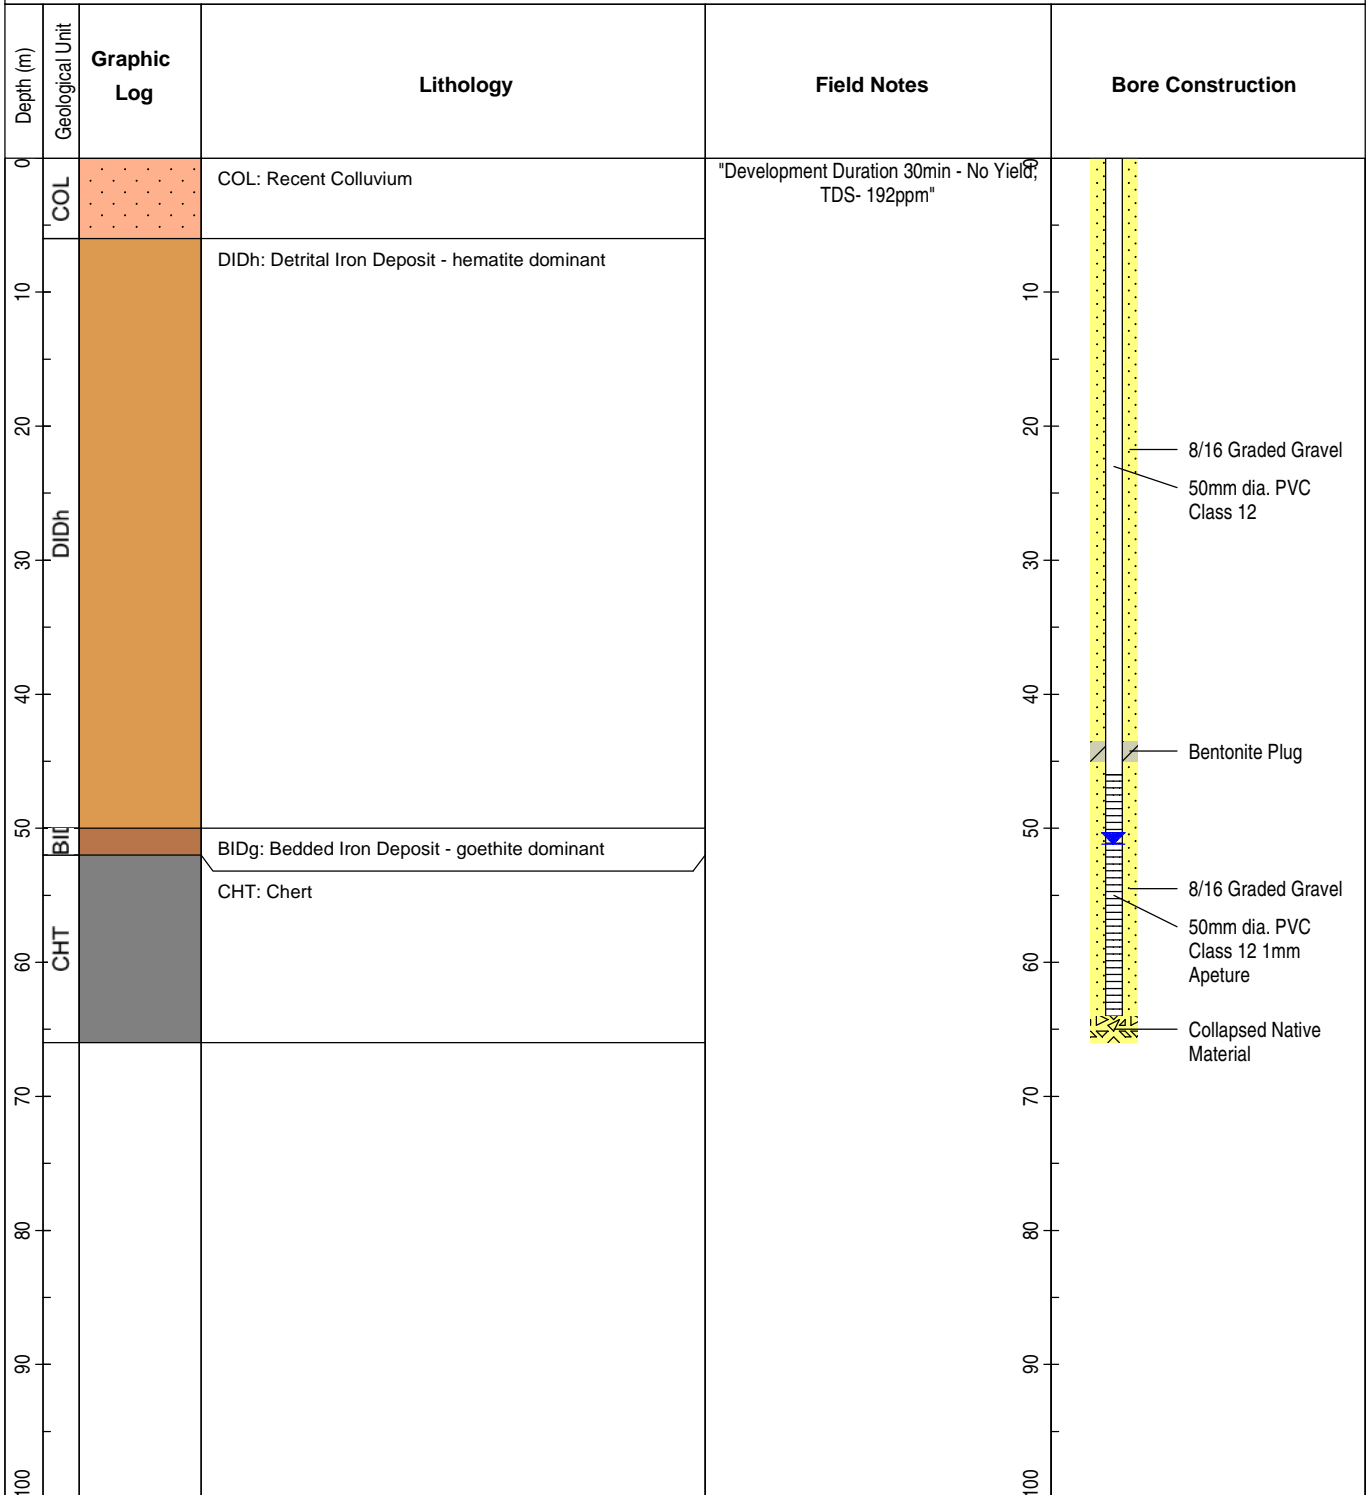 Depth (m)
Geological Unit
Graphic
Log
Lithology
Field Notes
Bore Construction
0
10
20
30
40
50
60
70
80
90
100
COL
DIDh
BI
CHT
COL: Recent Colluvium
DIDh: Detrital Iron Deposit - hematite dominant
BIDg: Bedded Iron Deposit - goethite dominant
CHT: Chert
"Development Duration 30min - No Yield,
TDS- 192ppm"
0
10
20
30
40
50
60
70
80
90
100
8/16 Graded Gravel
50mm dia. PVC
Class 12
Bentonite Plug
8/16 Graded Gravel
50mm dia. PVC
Class 12 1mm
Apeture
Collapsed Native
Material